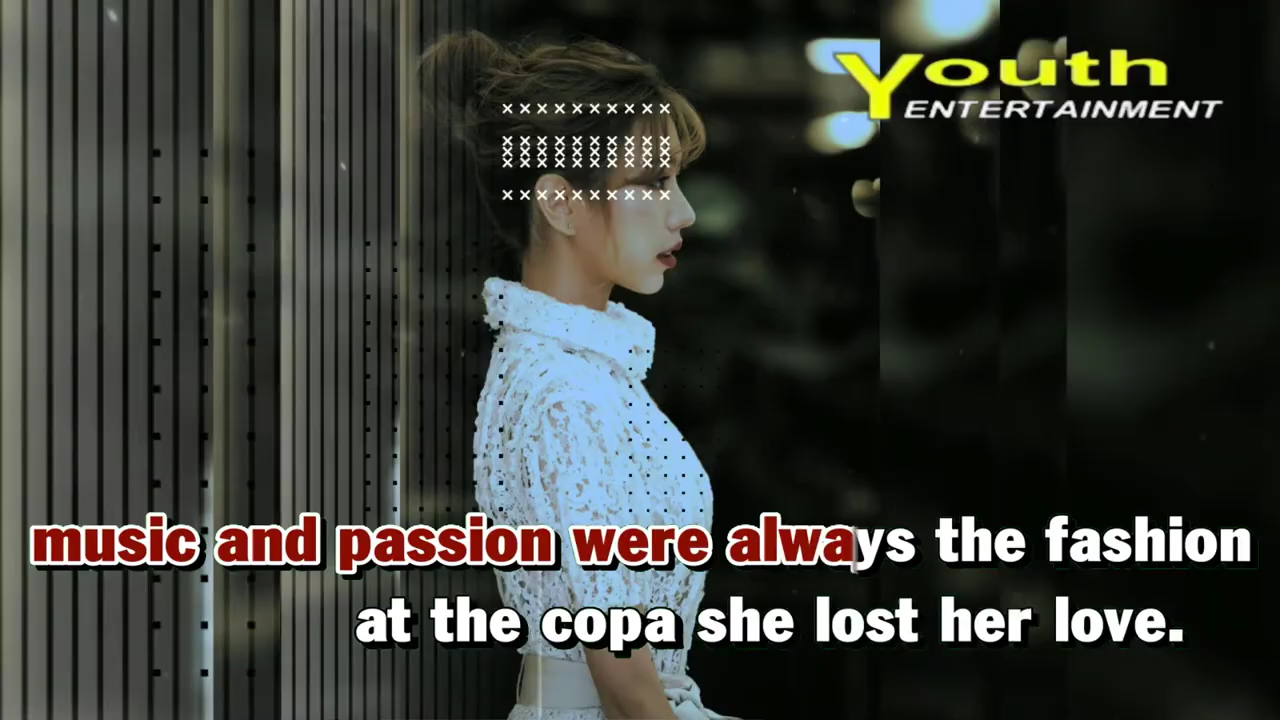 Youth
ENTERTAINMENT
music and passion were always the fashion
at the copa she lost her love.